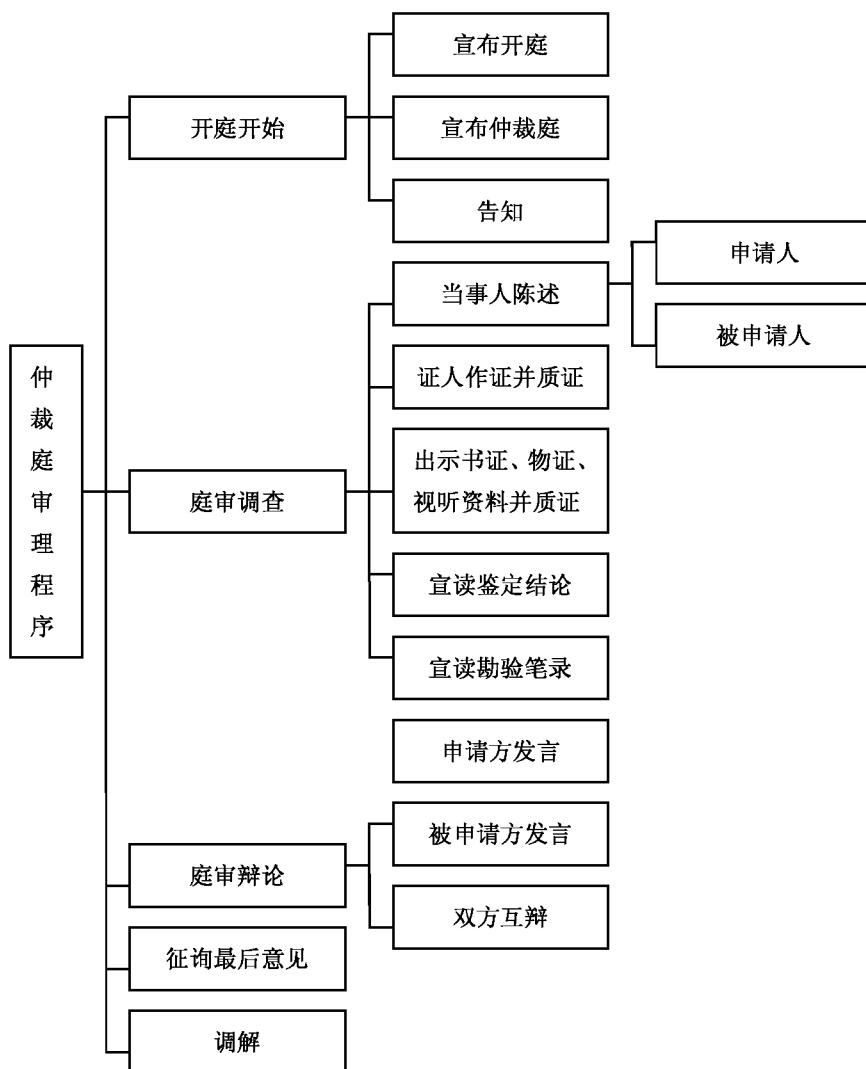 仲裁庭审理程序
开庭开始
宣布开庭
宣布仲裁庭
告知
庭审调查
当事人陈述
申请人
被申请人
证人作证并质证
出示书证、物证、
视听资料并质证
宣读鉴定结论
宣读勘验笔录
庭审辩论
申请方发言
被申请方发言
双方互辩
征询最后意见
调解